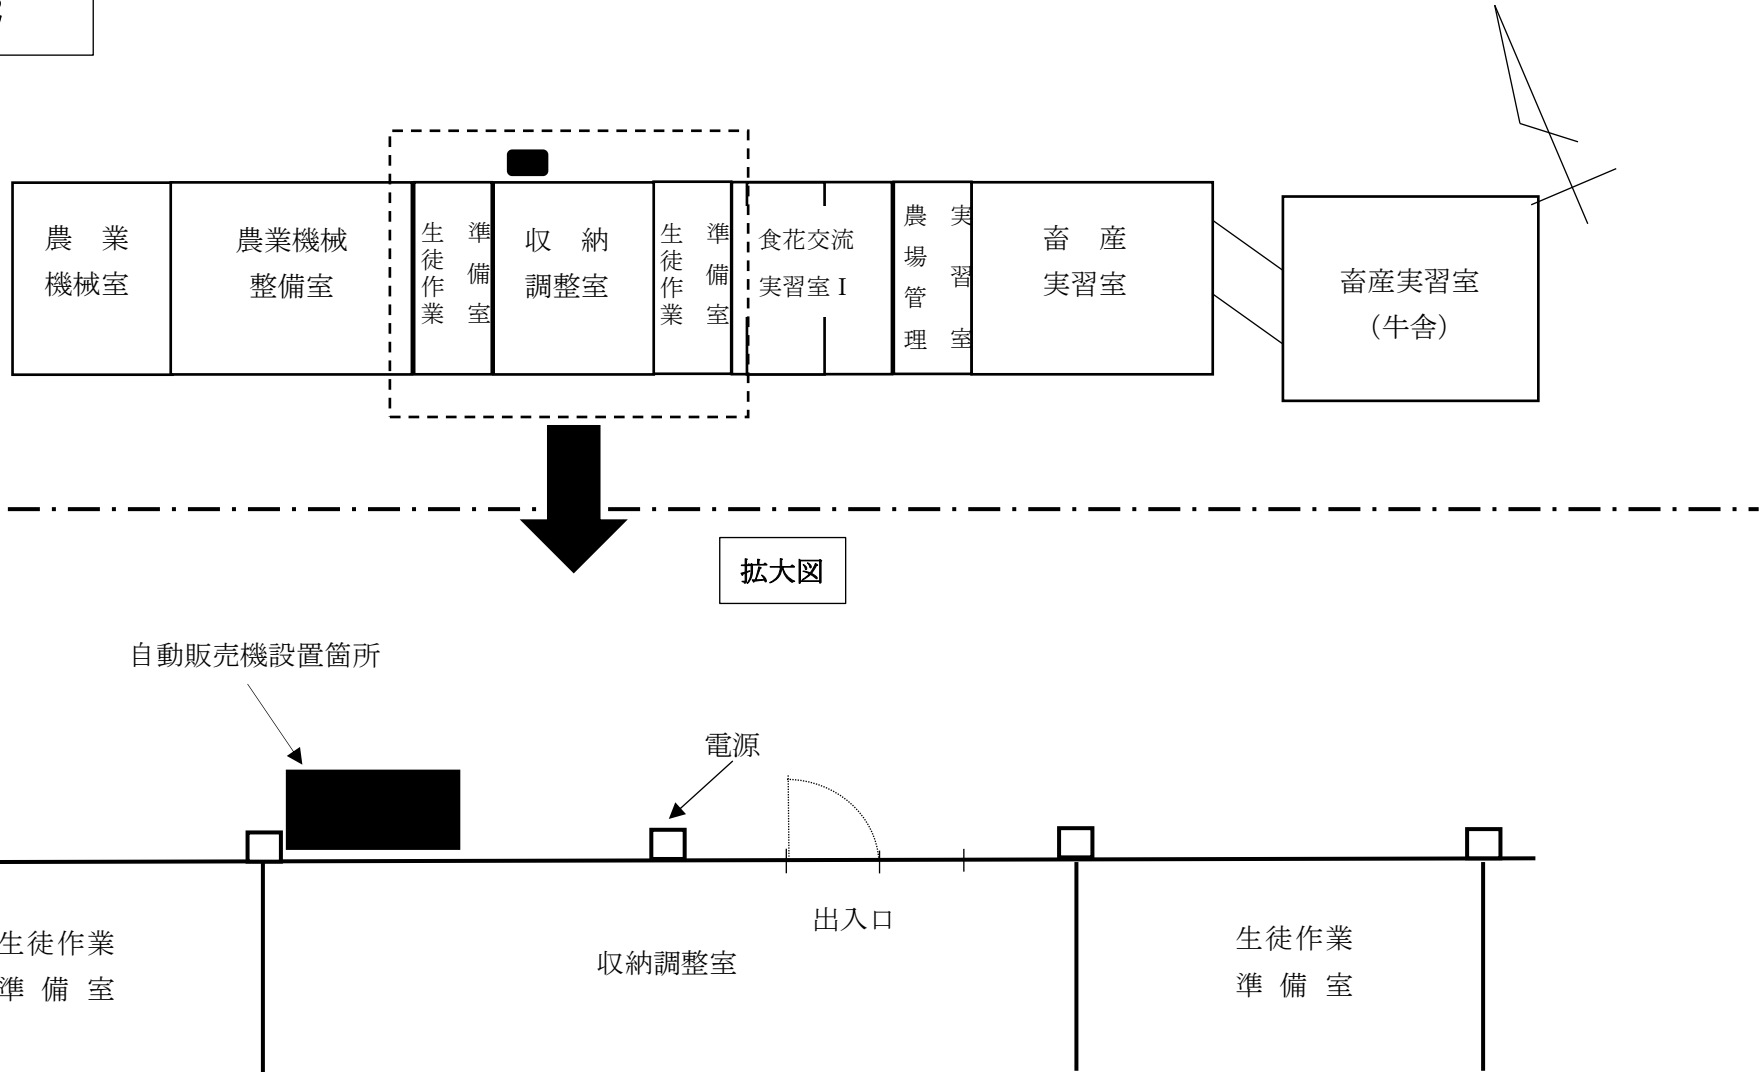 農　業
機械室
農業機械
整備室
生徒作業
準備室
収　納
調整室
生徒作業
準備室
食花交流
実習室Ⅰ
農場管理
実習室
畜　産
実習室
畜産実習室
（牛舎）
拡大図
自動販売機設置箇所
電源
出入口
生徒作業
準 備 室
収納調整室
生徒作業
準 備 室